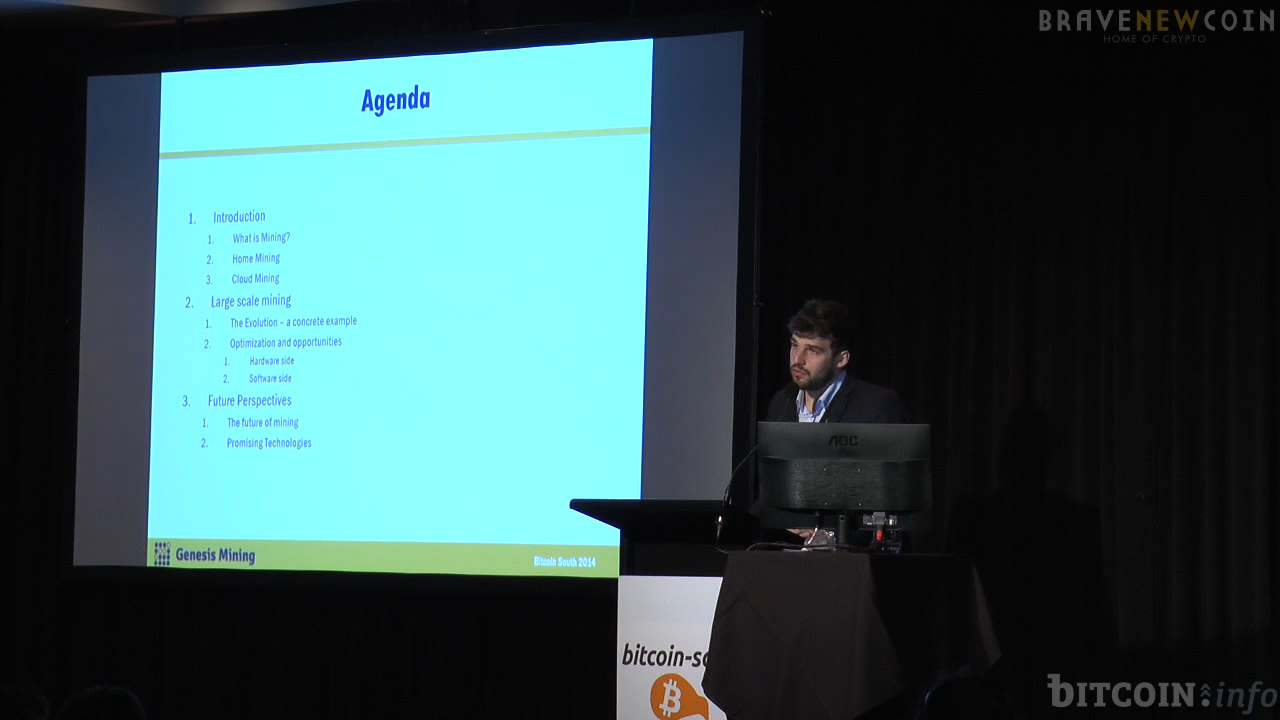 BRAVENEWCOIN
HOME OF CRYPTO
Agenda
1. Introduction
1. What is Mining?
2. Home Mining
3. Cloud Mining
2. Large scale mining
1. The Evolution – a concrete example
2. Optimization and opportunities
1. Hardware side
2. Software side
3. Future Perspectives
1. The future of mining
2. Promising Technologies
Genesis Mining
Bitcoin South 2014
AOC
bitcoin-so
BITCOIN:info